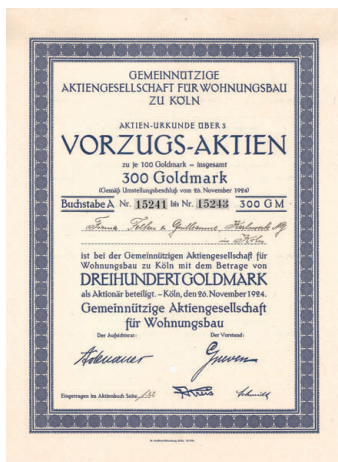 GEMEINNÜTZIGE
AKTIENGESELLSCHAFT FÜR WOHNUNGSBAU
ZU KÖLN
AKTIEN-URKUNDE ÜBER 3
VORZUGS-AKTIEN
zu je 100 Goldmark – insgesamt
300 Goldmark
(Gemäß Umstellungsbeschluß vom 26. November 1924)
Buchstabe A Nr. 15241 bis Nr. 15243 300 GM
Firma Felten & Guilleaume, Carlswerk AG
in Köln
ist bei der Gemeinnützigen Aktiengesellschaft für
Wohnungsbau zu Köln mit dem Betrage von
DREIHUNDERT GOLDMARK
als Aktionär beteiligt. – Köln, den 26. November 1924.
Gemeinnützige Aktiengesellschaft
für Wohnungsbau
Der Aufsichtsrat: Der Vorstand:
Adenauer Greven
Eingetragen im Aktienbuch Seite Schmidt